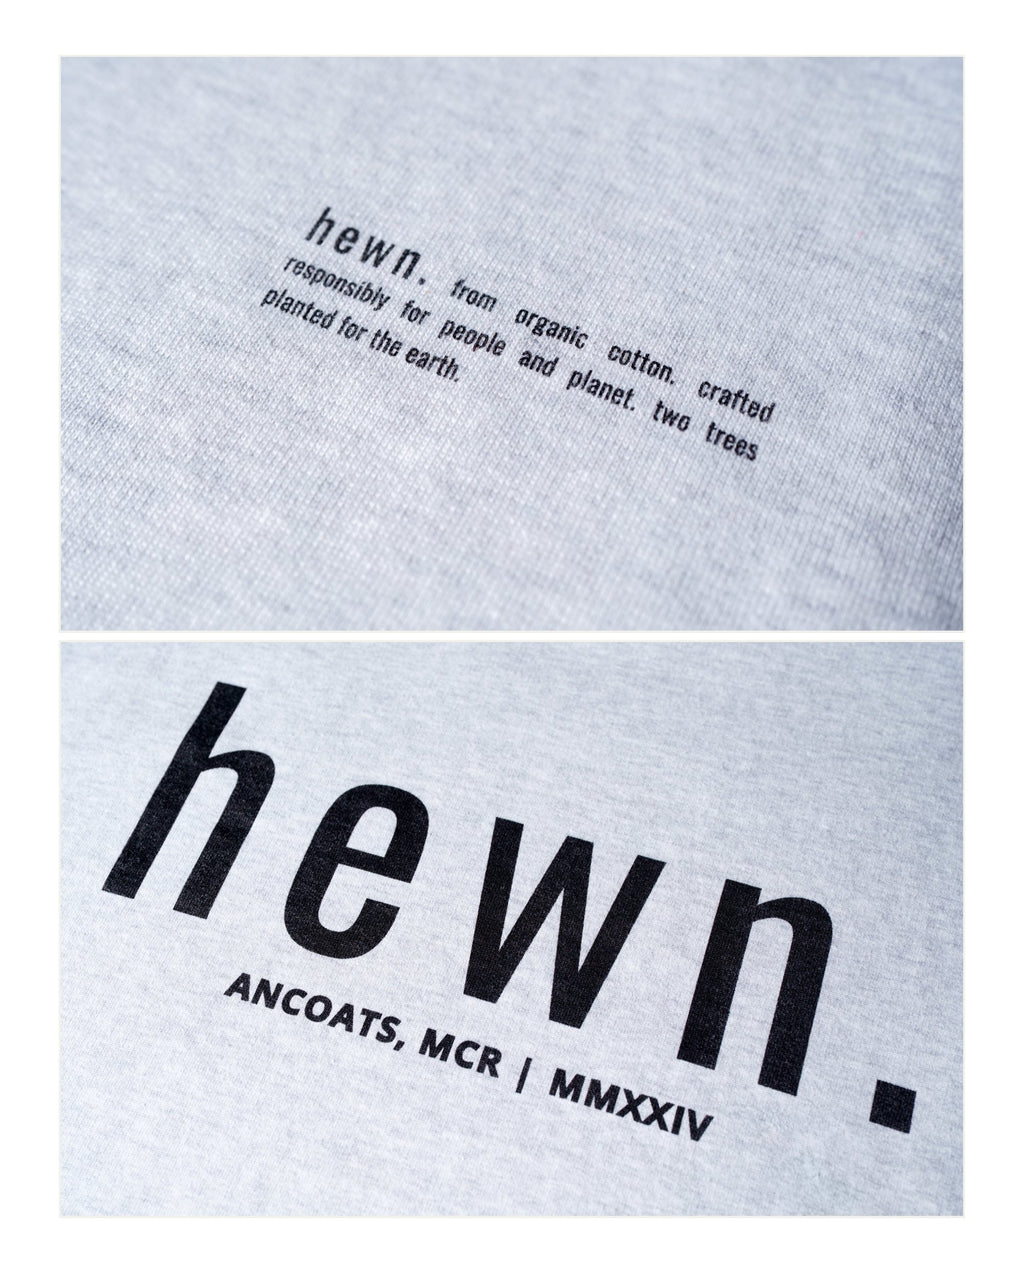 hewn. from organic cotton. crafted
responsibly for people and planet. two trees
planted for the earth.
hewn.
ANCOATS, MCR | MMXXIV